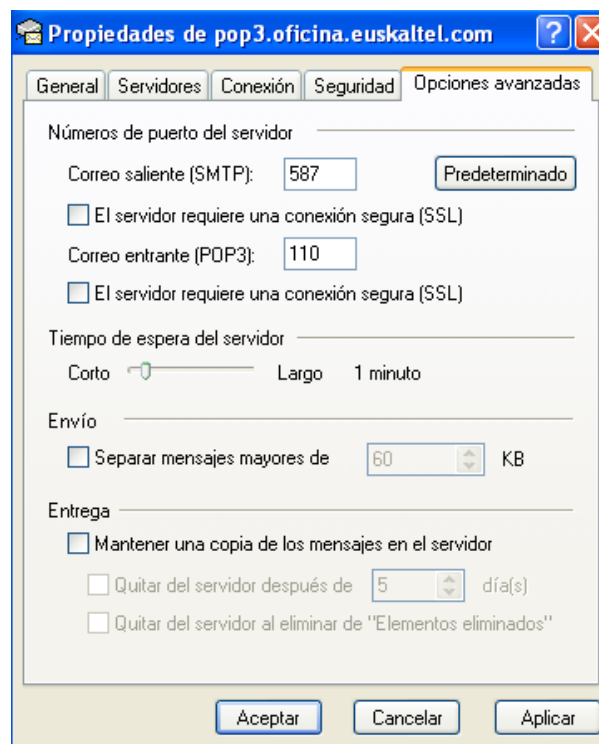 Propiedades de pop3.oficina.euskaltel.com
General Servidores Conexión Seguridad Opciones avanzadas
Números de puerto del servidor
Correo saliente (SMTP): 587 Predeterminado
El servidor requiere una conexión segura (SSL)
Correo entrante (POP3): 110
El servidor requiere una conexión segura (SSL)
Tiempo de espera del servidor
Corto Largo 1 minuto
Envío
Separar mensajes mayores de 60 KB
Entrega
Mantener una copia de los mensajes en el servidor
Quitar del servidor después de 5 día(s)
Quitar del servidor al eliminar de "Elementos eliminados"
Aceptar Cancelar Aplicar